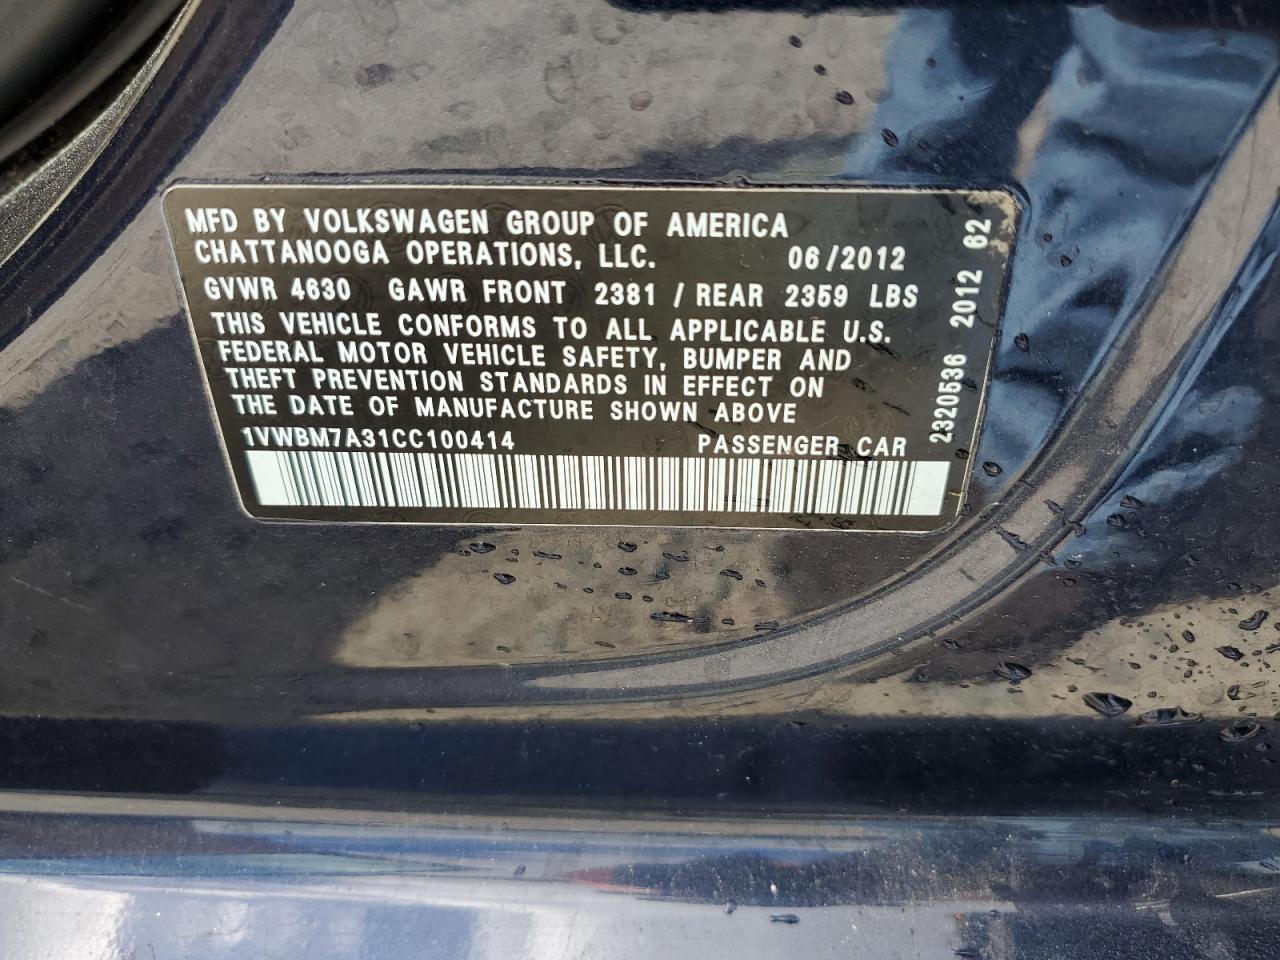 MFD BY VOLKSWAGEN GROUP OF AMERICA
CHATTANOOGA OPERATIONS, LLC. 06/2012
GVWR 4630 GAWR FRONT 2381 / REAR 2359 LBS
THIS VEHICLE CONFORMS TO ALL APPLICABLE U.S.
FEDERAL MOTOR VEHICLE SAFETY, BUMPER AND
THEFT PREVENTION STANDARDS IN EFFECT ON
THE DATE OF MANUFACTURE SHOWN ABOVE
1VWBM7A31CC100414 PASSENGER CAR
2320536 2012 62